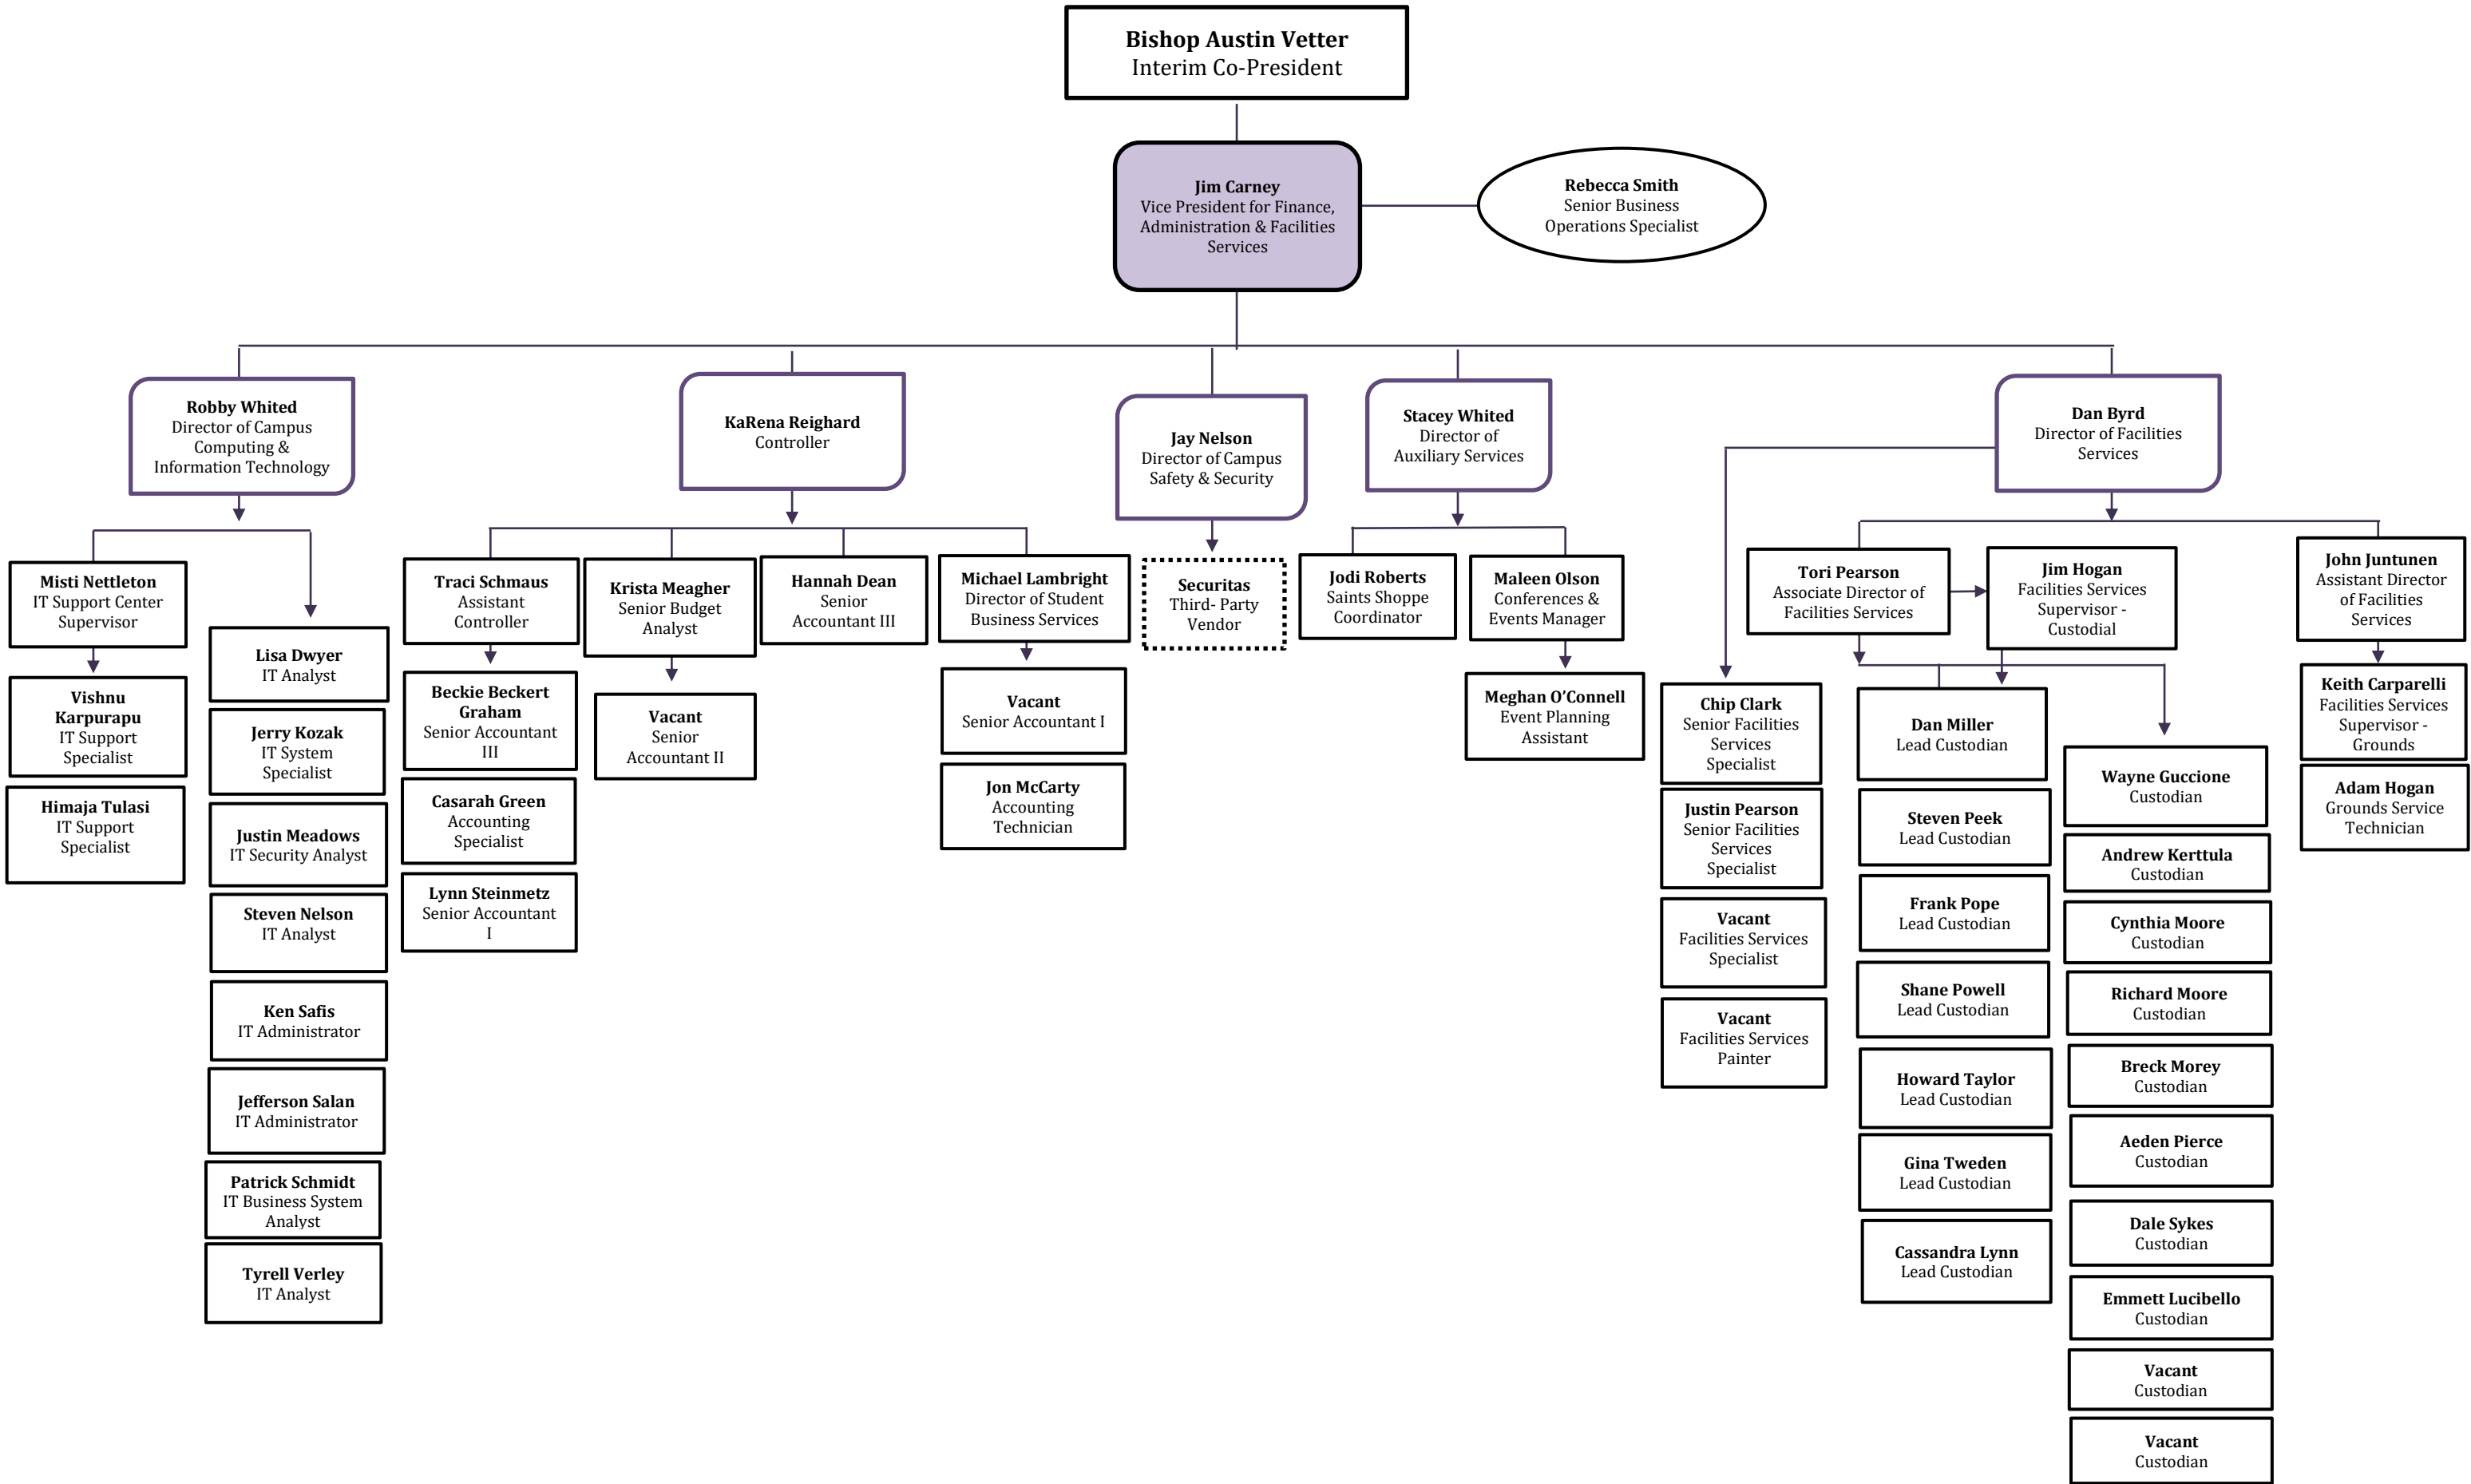 Bishop Austin Vetter
Interim Co-President
Jim Carney
Vice President for Finance,
Administration & Facilities
Services
Rebecca Smith
Senior Business
Operations Specialist
Robby Whited
Director of Campus
Computing &
Information Technology
KaRena Reighard
Controller
Jay Nelson
Director of Campus
Safety & Security
Stacey Whited
Director of
Auxiliary Services
Dan Byrd
Director of Facilities
Services
Misti Nettleton
IT Support Center
Supervisor
Vishnu
Karpurapu
IT Support
Specialist
Himaja Tulasi
IT Support
Specialist
Lisa Dwyer
IT Analyst
Jerry Kozak
IT System
Specialist
Justin Meadows
IT Security Analyst
Steven Nelson
IT Analyst
Ken Safis
IT Administrator
Jefferson Salan
IT Administrator
Patrick Schmidt
IT Business System
Analyst
Tyrell Verley
IT Analyst
Traci Schmaus
Assistant
Controller
Beckie Beckert
Graham
Senior Accountant
III
Casarah Green
Accounting
Specialist
Lynn Steinmetz
Senior Accountant
I
Krista Meagher
Senior Budget
Analyst
Vacant
Senior
Accountant II
Hannah Dean
Senior
Accountant III
Michael Lambright
Director of Student
Business Services
Vacant
Senior Accountant I
Jon McCarty
Accounting
Technician
Securitas
Third- Party
Vendor
Jodi Roberts
Saints Shoppe
Coordinator
Maleen Olson
Conferences &
Events Manager
Meghan O’Connell
Event Planning
Assistant
Chip Clark
Senior Facilities
Services
Specialist
Justin Pearson
Senior Facilities
Services
Specialist
Vacant
Facilities Services
Specialist
Vacant
Facilities Services
Painter
Tori Pearson
Associate Director of
Facilities Services
Jim Hogan
Facilities Services
Supervisor -
Custodial
Dan Miller
Lead Custodian
Steven Peek
Lead Custodian
Frank Pope
Lead Custodian
Shane Powell
Lead Custodian
Howard Taylor
Lead Custodian
Gina Tweden
Lead Custodian
Cassandra Lynn
Lead Custodian
Wayne Guccione
Custodian
Andrew Kerttula
Custodian
Cynthia Moore
Custodian
Richard Moore
Custodian
Breck Morey
Custodian
Aeden Pierce
Custodian
Dale Sykes
Custodian
Emmett Lucibello
Custodian
Vacant
Custodian
Vacant
Custodian
John Juntunen
Assistant Director
of Facilities
Services
Keith Carparelli
Facilities Services
Supervisor -
Grounds
Adam Hogan
Grounds Service
Technician